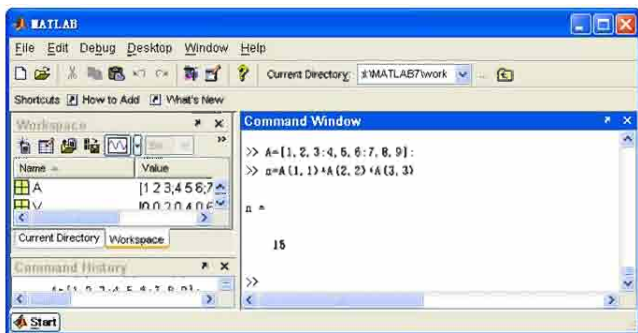 MATLAB
File Edit Debug Desktop Window Help
Current Directory: MATLAB7\work
Shortcuts How to Add What's New
Workspace
Name Value
A [1 2 3;4 5 6;7
V
Current Directory Workspace
Command History
Command Window
>> A=[1, 2, 3;4, 5, 6;7, 8, 9];
>> n=A(1, 1)+A(2, 2)+A(3, 3)
n =
15
>>
Start